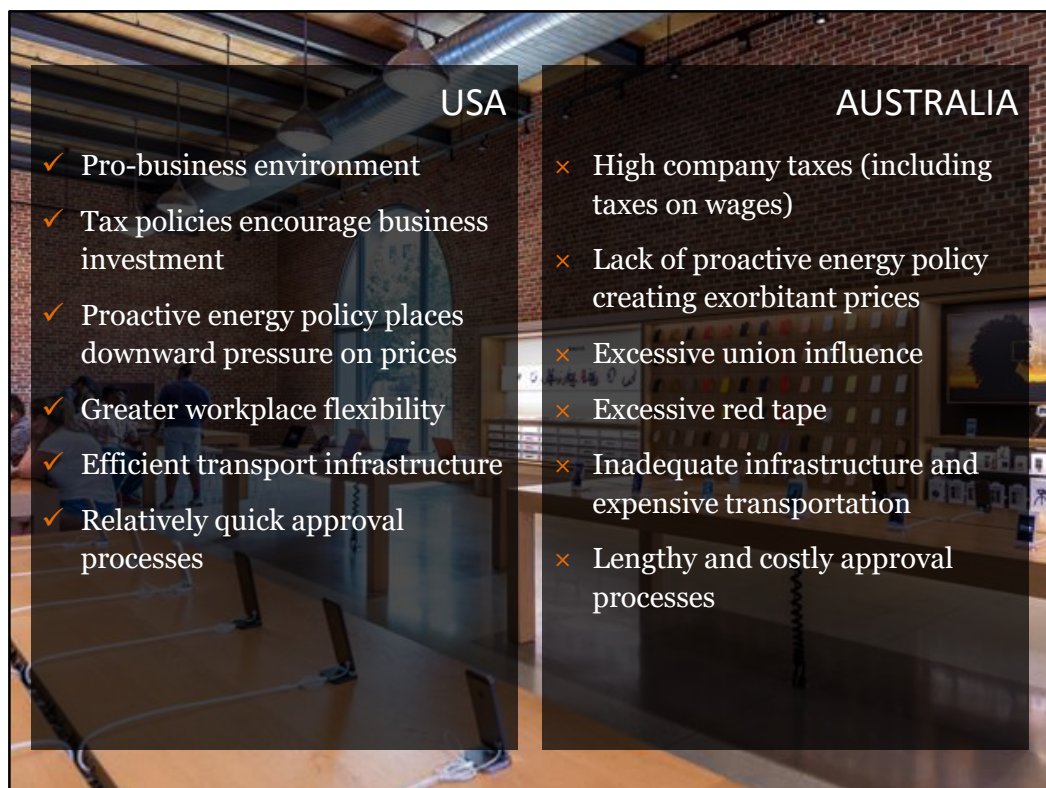 USA
✓ Pro-business environment
✓ Tax policies encourage business
investment
✓ Proactive energy policy places
downward pressure on prices
✓ Greater workplace flexibility
✓ Efficient transport infrastructure
✓ Relatively quick approval
processes
AUSTRALIA
× High company taxes (including
taxes on wages)
× Lack of proactive energy policy
creating exorbitant prices
× Excessive union influence
× Excessive red tape
× Inadequate infrastructure and
expensive transportation
× Lengthy and costly approval
processes